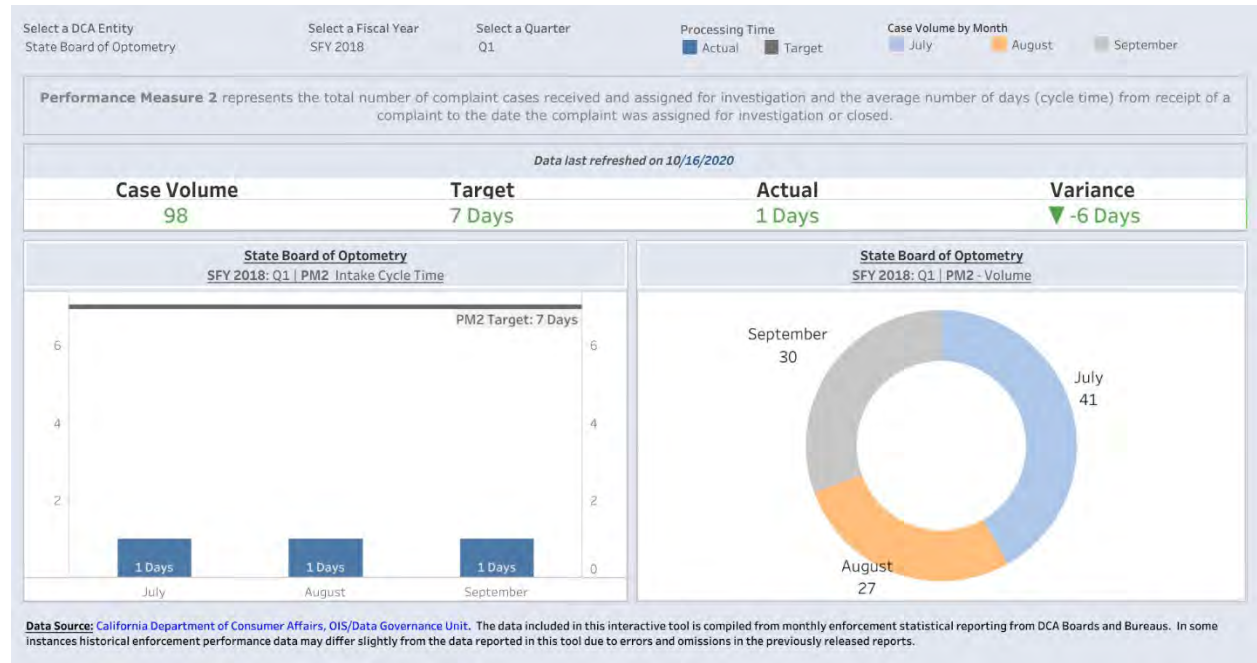 Select a DCA Entity
State Board of Optometry
Select a Fiscal Year
SFY 2018
Select a Quarter
Q1
Processing Time
Actual
Target
Case Volume by Month
July
August
September
Performance Measure 2 represents the total number of complaint cases received and assigned for investigation and the average number of days (cycle time) from receipt of a
complaint to the date the complaint was assigned for investigation or closed.
Data last refreshed on 10/16/2020
Case Volume
98
Target
7 Days
Actual
1 Days
Variance
▼ -6 Days
State Board of Optometry
SFY 2018: Q1 | PM2 Intake Cycle Time
PM2 Target: 7 Days
6
4
2
6
4
2
0
1 Days
1 Days
1 Days
July
August
September
State Board of Optometry
SFY 2018: Q1 | PM2 - Volume
September
30
July
41
August
27
Data Source: California Department of Consumer Affairs, OIS/Data Governance Unit. The data included in this interactive tool is compiled from monthly enforcement statistical reporting from DCA Boards and Bureaus. In some
instances historical enforcement performance data may differ slightly from the data reported in this tool due to errors and omissions in the previously released reports.